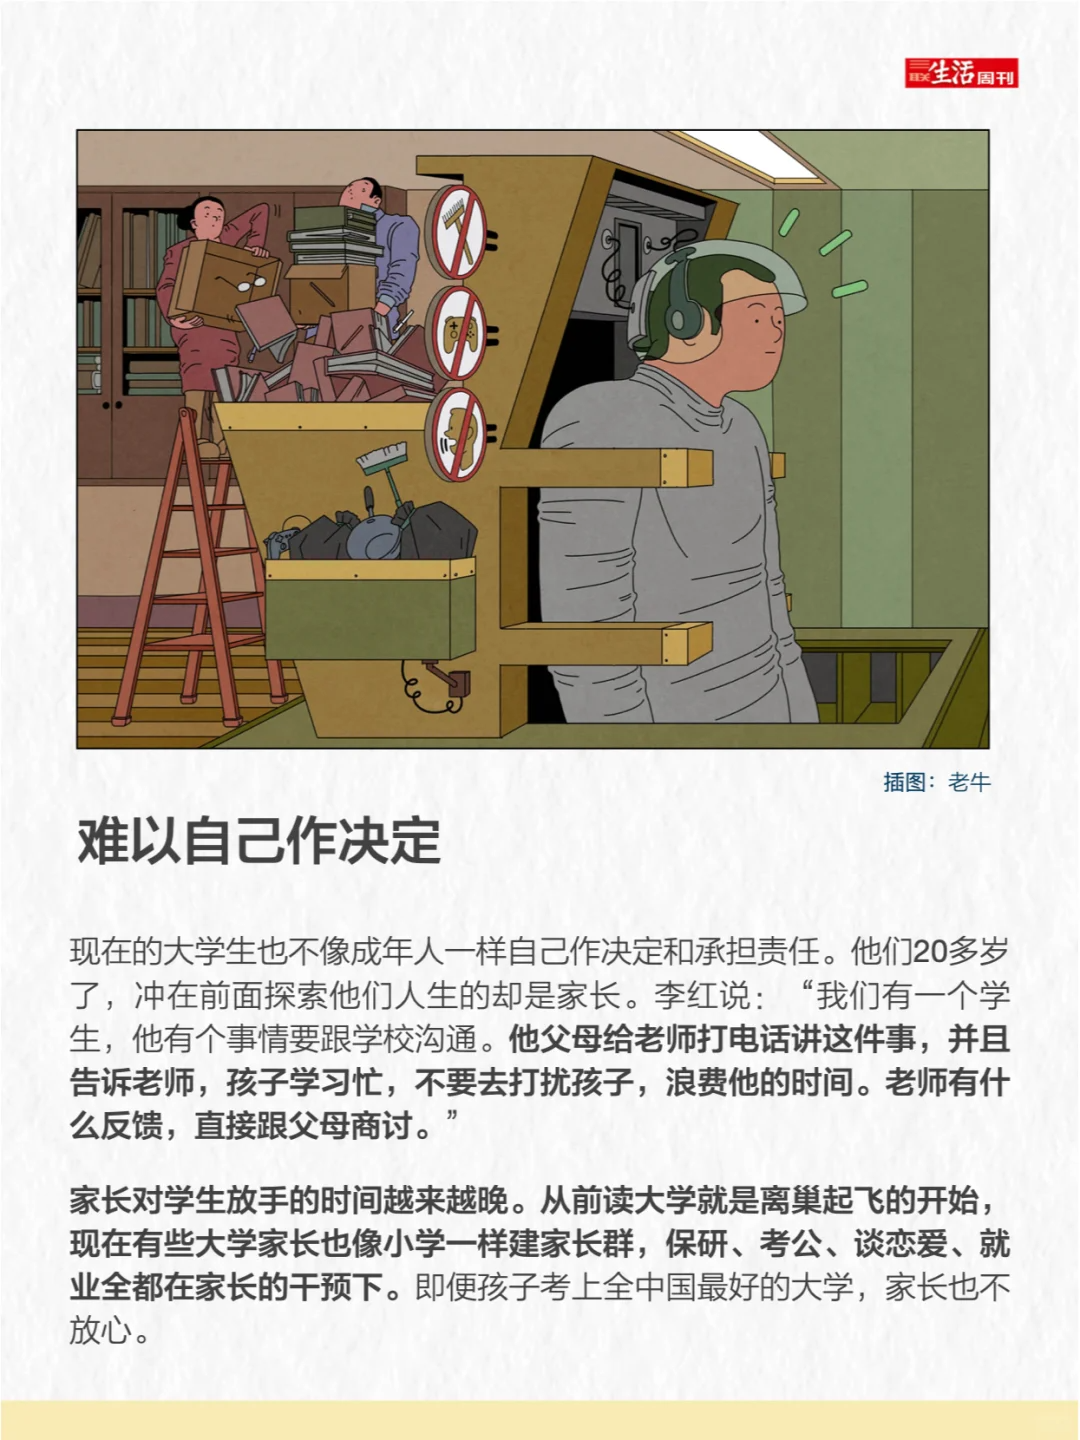 三联生活周刊
插图：老牛
难以自己作决定
现在的大学生也不像成年人一样自己作决定和承担责任。他们20多岁
了，冲在前面探索他们人生的却是家长。李红说：“我们有一个学
生，他有个事情要跟学校沟通。他父母给老师打电话讲这件事，并且
告诉老师，孩子学习忙，不要去打扰孩子，浪费他的时间。老师有什
么反馈，直接跟父母商讨。”
家长对学生放手的时间越来越晚。从前读大学就是离巢起飞的开始，
现在有些大学家长也像小学一样建家长群，保研、考公、谈恋爱、就
业全都在家长的干预下。即便孩子考上全中国最好的大学，家长也不
放心。